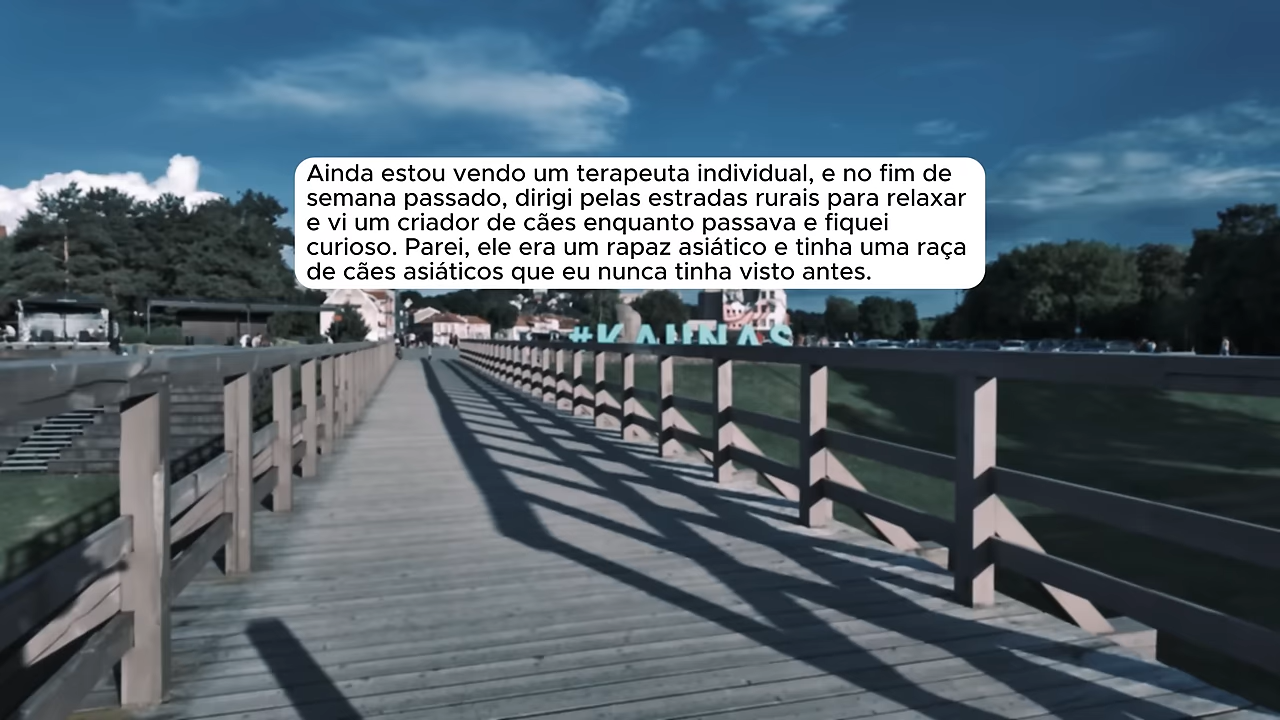 Ainda estou vendo um terapeuta individual, e no fim de
semana passado, dirigi pelas estradas rurais para relaxar
e vi um criador de cães enquanto passava e fiquei
curioso. Parei, ele era um rapaz asiático e tinha uma raça
de cães asiáticos que eu nunca tinha visto antes.
#KAUNAS